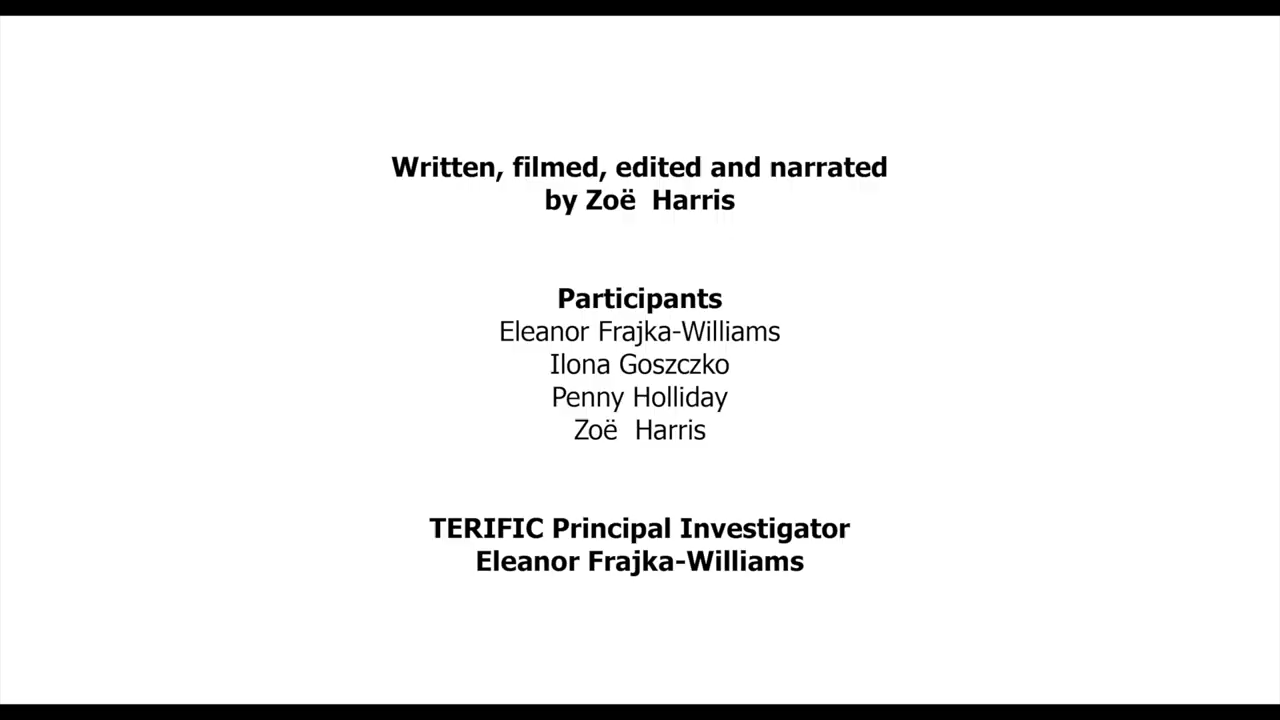 Written, filmed, edited and narrated
by Zoë  Harris
Participants
Eleanor Frajka-Williams
Ilona Goszczko
Penny Holliday
Zoë  Harris
TERIFIC Principal Investigator
Eleanor Frajka-Williams